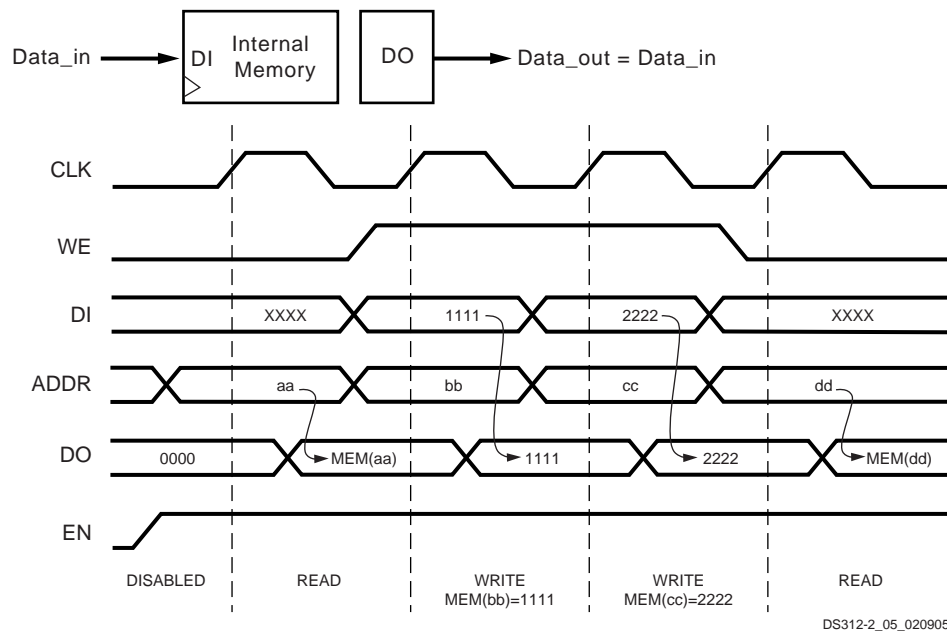 Data_in
DI
Internal
Memory
DO
Data_out = Data_in
CLK
WE
DI
XXXX
1111
2222
XXXX
ADDR
aa
bb
cc
dd
DO
0000
MEM(aa)
1111
2222
MEM(dd)
EN
DISABLED
READ
WRITE
MEM(bb)=1111
WRITE
MEM(cc)=2222
READ
DS312-2_05_020905